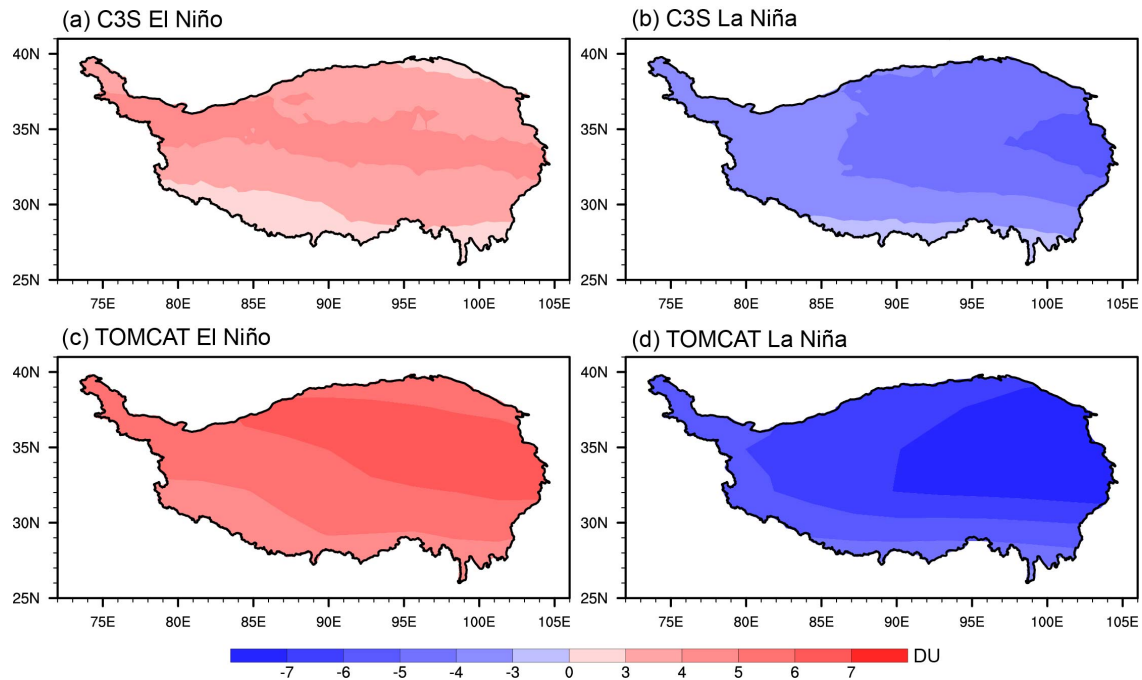 (a) C3S El Niño
(b) C3S La Niña
40N
35N
30N
25N
75E 80E 85E 90E 95E 100E 105E
40N
35N
30N
25N
75E 80E 85E 90E 95E 100E 105E
(c) TOMCAT El Niño
(d) TOMCAT La Niña
40N
35N
30N
25N
75E 80E 85E 90E 95E 100E 105E
40N
35N
30N
25N
75E 80E 85E 90E 95E 100E 105E
-7 -6 -5 -4 -3 0 3 4 5 6 7 DU